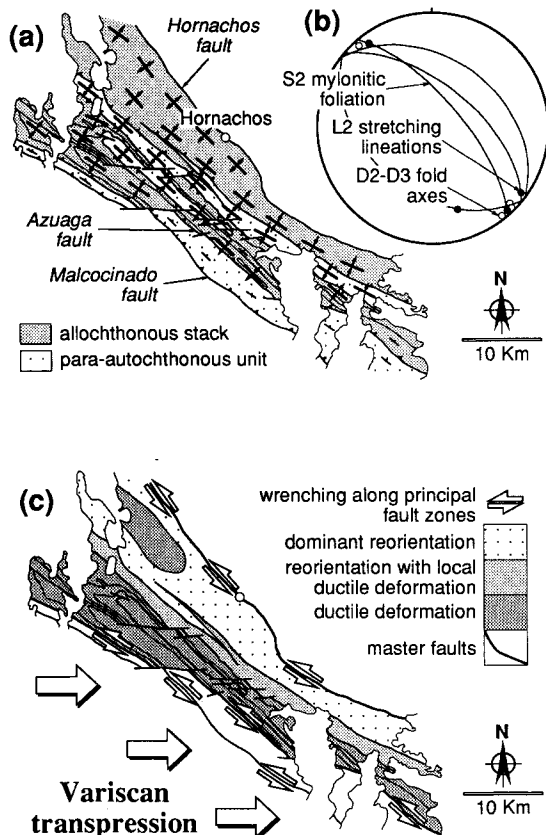 (a)
Hornachos
fault
Hornachos
Azuaga
fault
Malcocinado
fault
allochthonous stack
para-autochthonous unit
(b)
S2 mylonitic
foliation
L2 stretching
lineations
D2-D3 fold
axes
N
10 Km
(c)
wrenching along principal
fault zones
dominant reorientation
reorientation with local
ductile deformation
ductile deformation
master faults
N
10 Km
Variscan
transpression